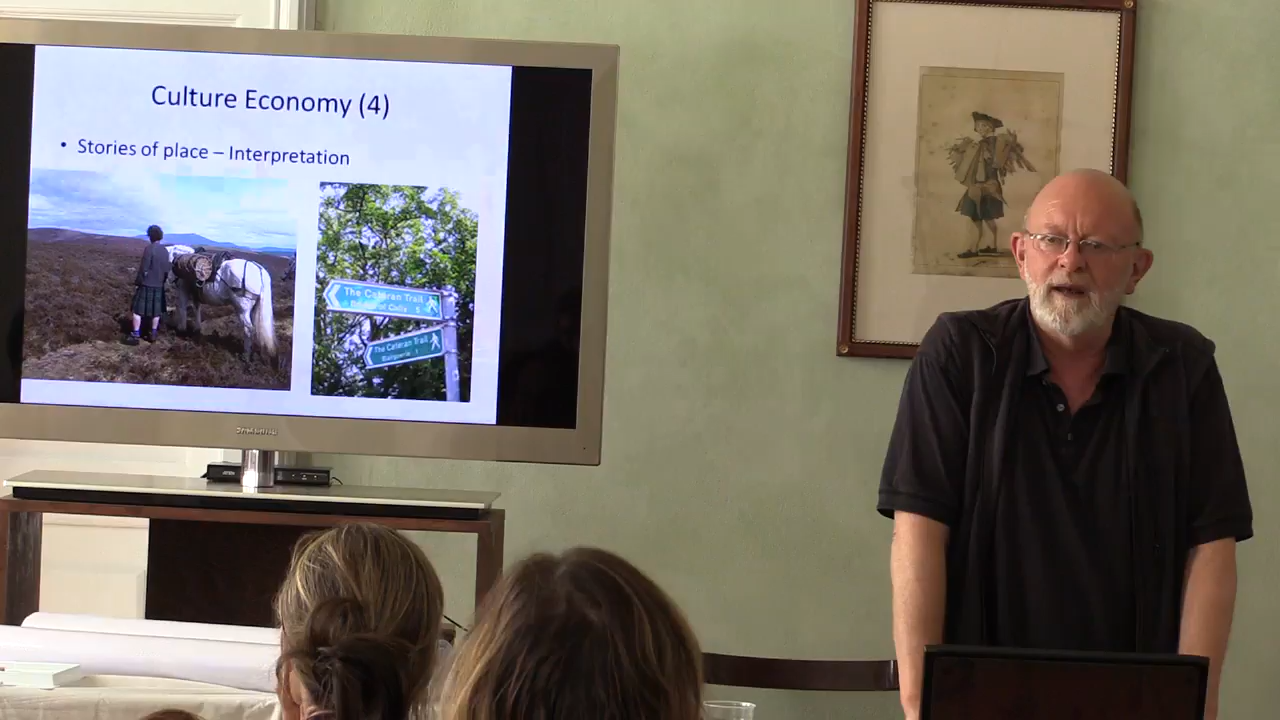 Culture Economy (4)
• Stories of place – Interpretation
The Cateran Trail
The Cateran Trail